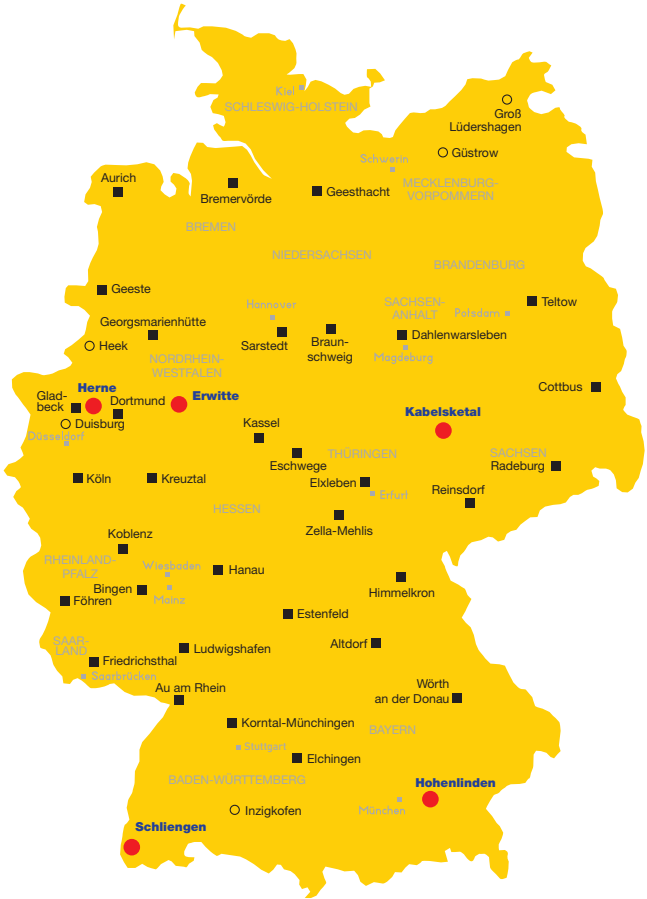 Kiel
SCHLESWIG-HOLSTEIN
Groß
Lüdershagen
Güstrow
Schwerin
MECKLENBURG-
VORPOMMERN
Aurich
Bremervörde
Geesthacht
BREMEN
NIEDERSACHSEN
BRANDENBURG
Geeste
Hannover
SACHSEN-
ANHALT
Potsdam
Teltow
Georgsmarienhütte
Sarstedt
Braun-
schweig
Dahlenwarsleben
Magdeburg
Heek
NORDRHEIN-
WESTFALEN
Herne
Erwitte
Cottbus
Glad-
beck
Dortmund
Kabelsketal
Duisburg
Düsseldorf
Kassel
Eschwege
THÜRINGEN
SACHSEN
Radeburg
Köln
Kreuztal
Elxleben
Erfurt
Reinsdorf
HESSEN
Zella-Mehlis
Koblenz
RHEINLAND-
PFALZ
Wiesbaden
Hanau
Bingen
Mainz
Föhren
Himmelkron
Estenfeld
SAAR-
LAND
Friedrichsthal
Saarbrücken
Ludwigshafen
Altdorf
Au am Rhein
Wörth
an der Donau
Korntal-Münchingen
BAYERN
Stuttgart
Elchingen
BADEN-WÜRTTEMBERG
Hohenlinden
München
Inzigkofen
Schliengen